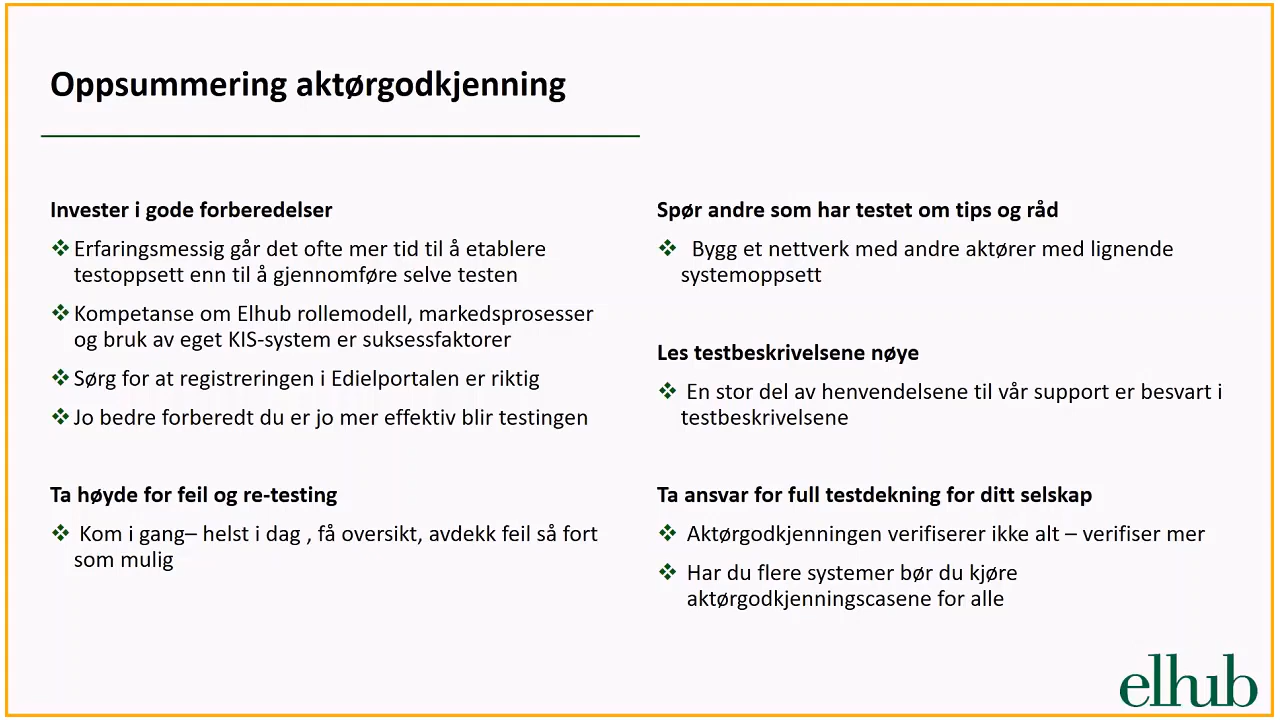 Oppsummering aktørgodkjenning
Invester i gode forberedelser
❖ Erfaringsmessig går det ofte mer tid til å etablere
testoppsett enn til å gjennomføre selve testen
❖ Kompetanse om Elhub rollemodell, markedsprosesser
og bruk av eget KIS-system er suksessfaktorer
❖ Sørg for at registreringen i Edielportalen er riktig
❖ Jo bedre forberedt du er jo mer effektiv blir testingen
Ta høyde for feil og re-testing
❖ Kom i gang– helst i dag , få oversikt, avdekk feil så fort
som mulig
Spør andre som har testet om tips og råd
❖ Bygg et nettverk med andre aktører med lignende
systemoppsett
Les testbeskrivelsene nøye
❖ En stor del av henvendelsene til vår support er besvart i
testbeskrivelsene
Ta ansvar for full testdekning for ditt selskap
❖ Aktørgodkjenningen verifiserer ikke alt – verifiser mer
❖ Har du flere systemer bør du kjøre
aktørgodkjenningscasene for alle
elhub